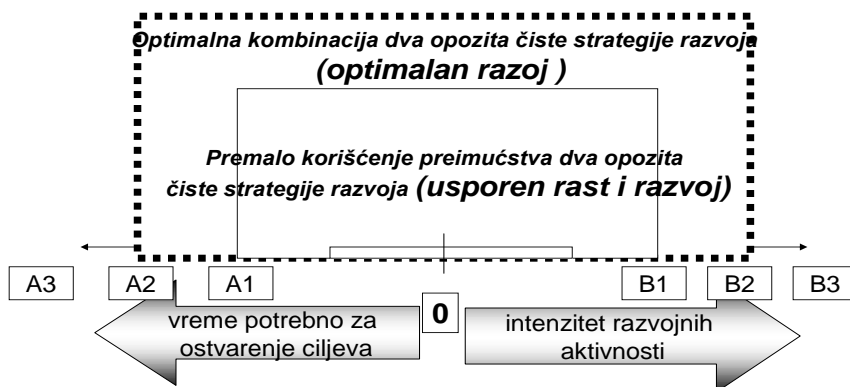 Optimalna kombinacija dva opozita čiste strategije razvoja
(optimalan razoj )
Premalo korišćenje preimućstva dva opozita
čiste strategije razvoja (usporen rast i razvoj)
A3
A2
A1
B1
B2
B3
0
vreme potrebno za
ostvarenje ciljeva
intenzitet razvojnih
aktivnosti